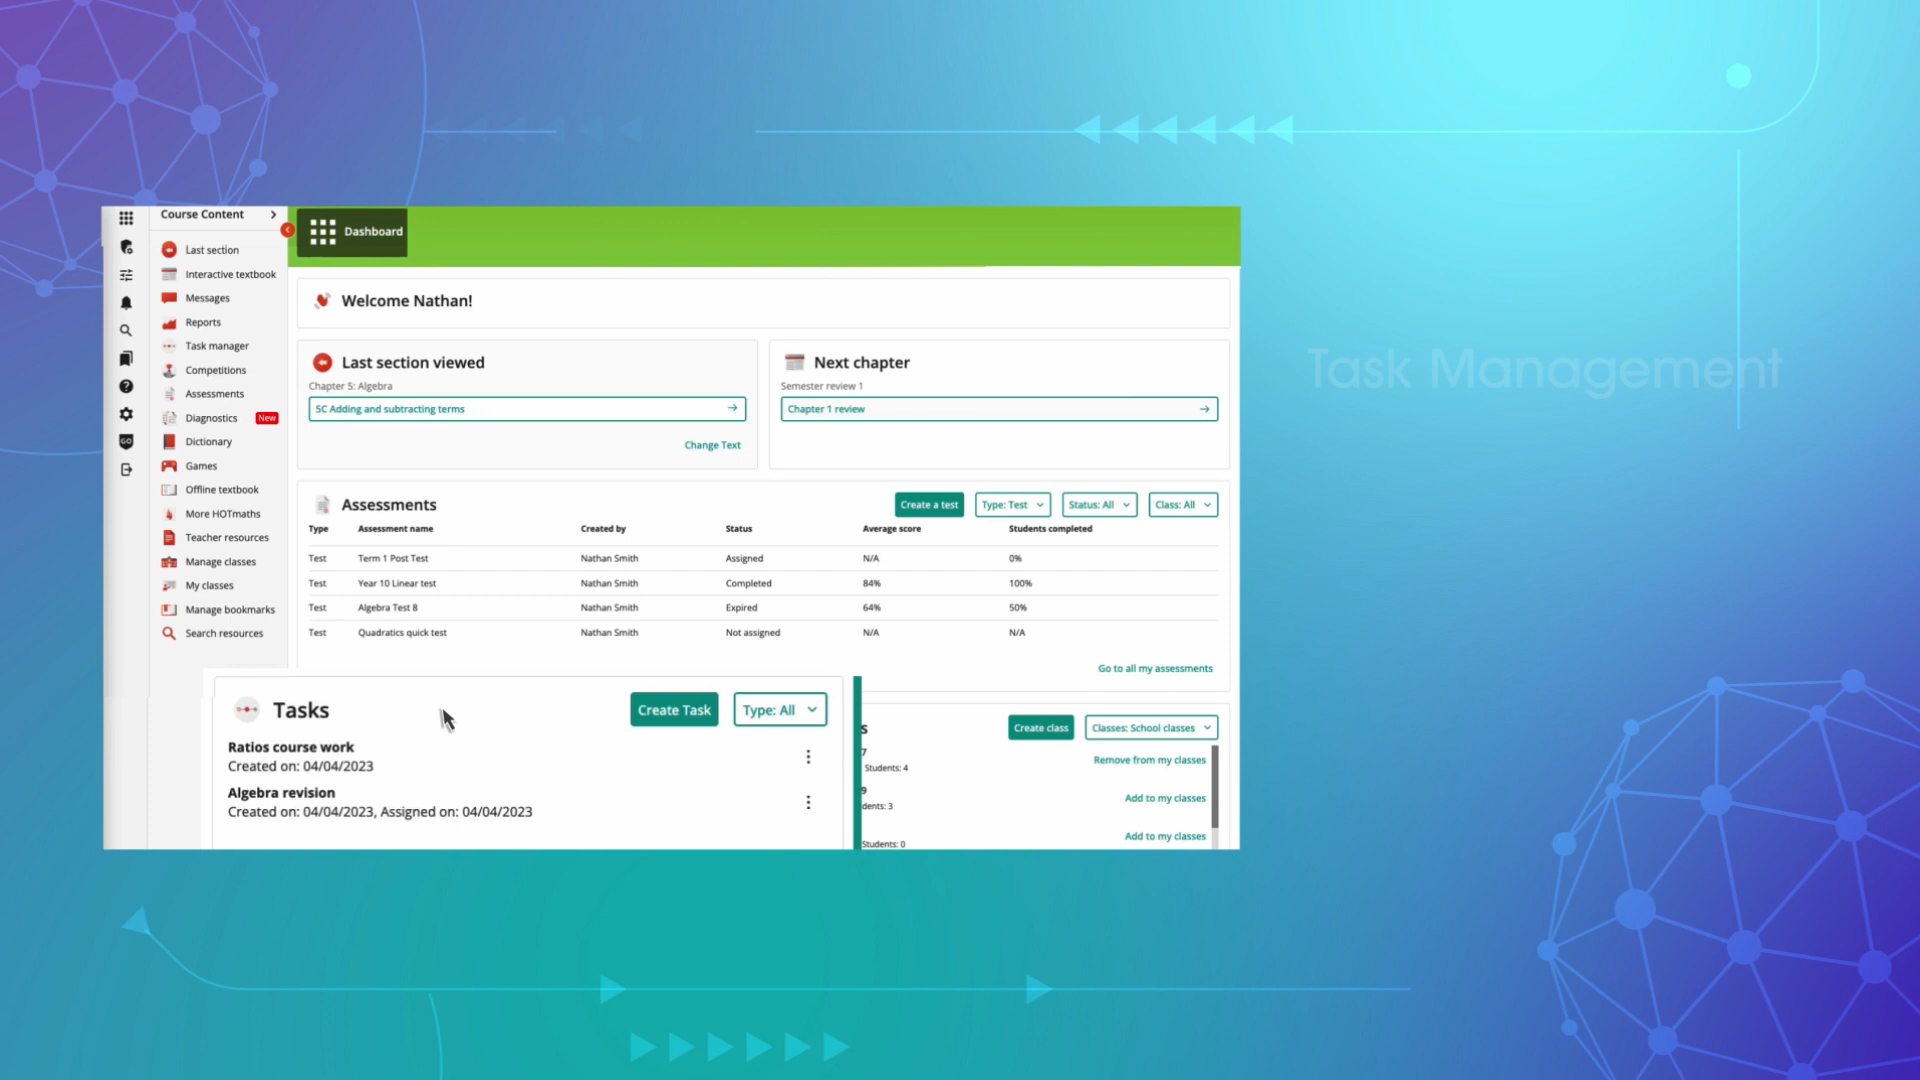 Course Content
Last section
Interactive textbook
Messages
Reports
Task manager
Competitions
Assessments
Diagnostics New
Dictionary
Games
Offline textbook
More HOTmaths
Teacher resources
Manage classes
My classes
Manage bookmarks
Search resources
GO
Dashboard
Welcome Nathan!
Last section viewed
Chapter 5: Algebra
5C Adding and subtracting terms
Change Text
Next chapter
Semester review 1
Chapter 1 review
Assessments
Create a test Type: Test Status: All Class: All
Type Assessment name Created by Status Average score Students completed
Test Term 1 Post Test Nathan Smith Assigned N/A 0%
Test Year 10 Linear test Nathan Smith Completed 84% 100%
Test Algebra Test 8 Nathan Smith Expired 64% 50%
Test Quadratics quick test Nathan Smith Not assigned N/A N/A
Go to all my assessments
Tasks
Create Task Type: All
Ratios course work
Created on: 04/04/2023
Algebra revision
Created on: 04/04/2023, Assigned on: 04/04/2023
s
Create class Classes: School classes
7
Students: 4
Remove from my classes
9
dents: 3
Add to my classes
Students: 0
Add to my classes
Task Management